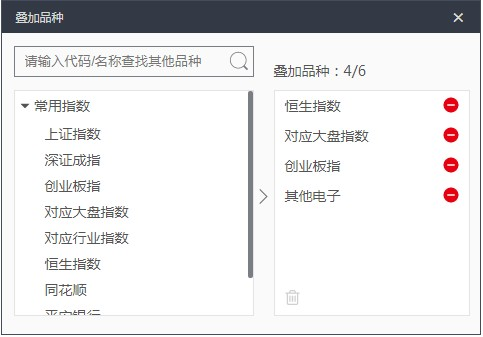 叠加品种
请输入代码/名称查找其他品种
常用指数
上证指数
深证成指
创业板指
对应大盘指数
对应行业指数
恒生指数
同花顺
平安银行
叠加品种：4/6
恒生指数
对应大盘指数
创业板指
其他电子